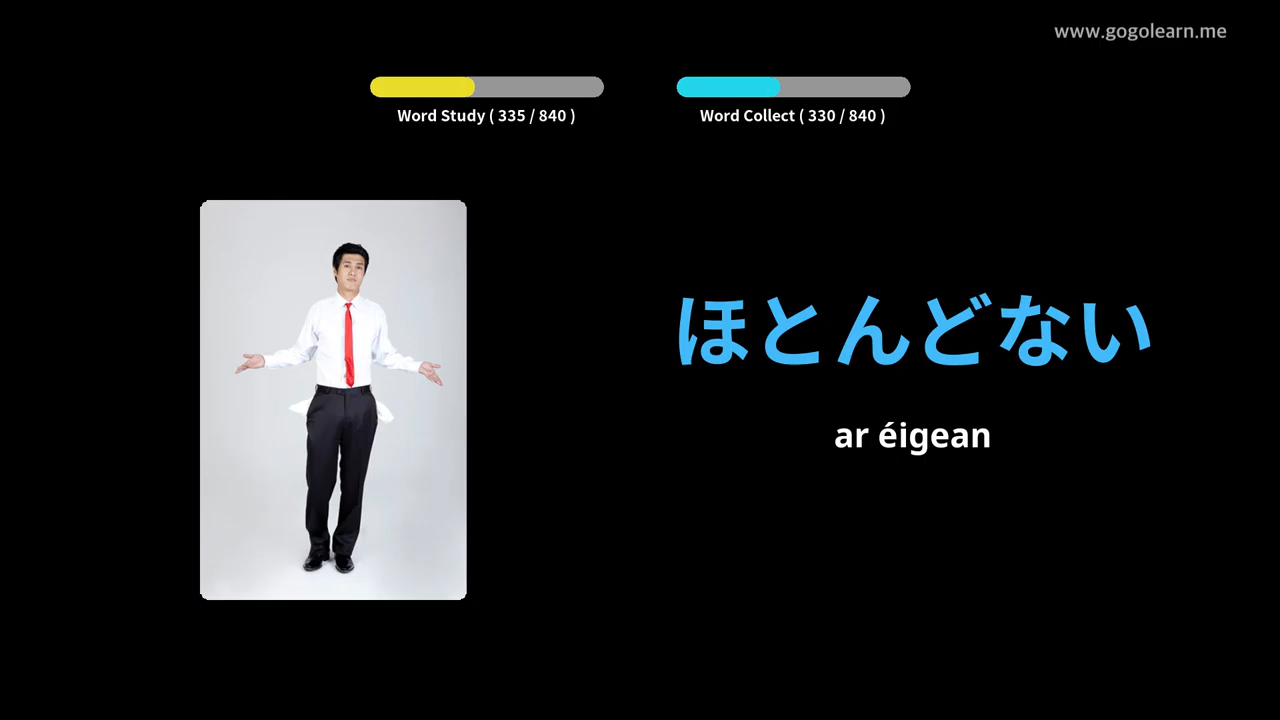 www.gogolearn.me
Word Study ( 335 / 840 )
Word Collect ( 330 / 840 )
ほとんどない
ar éigean